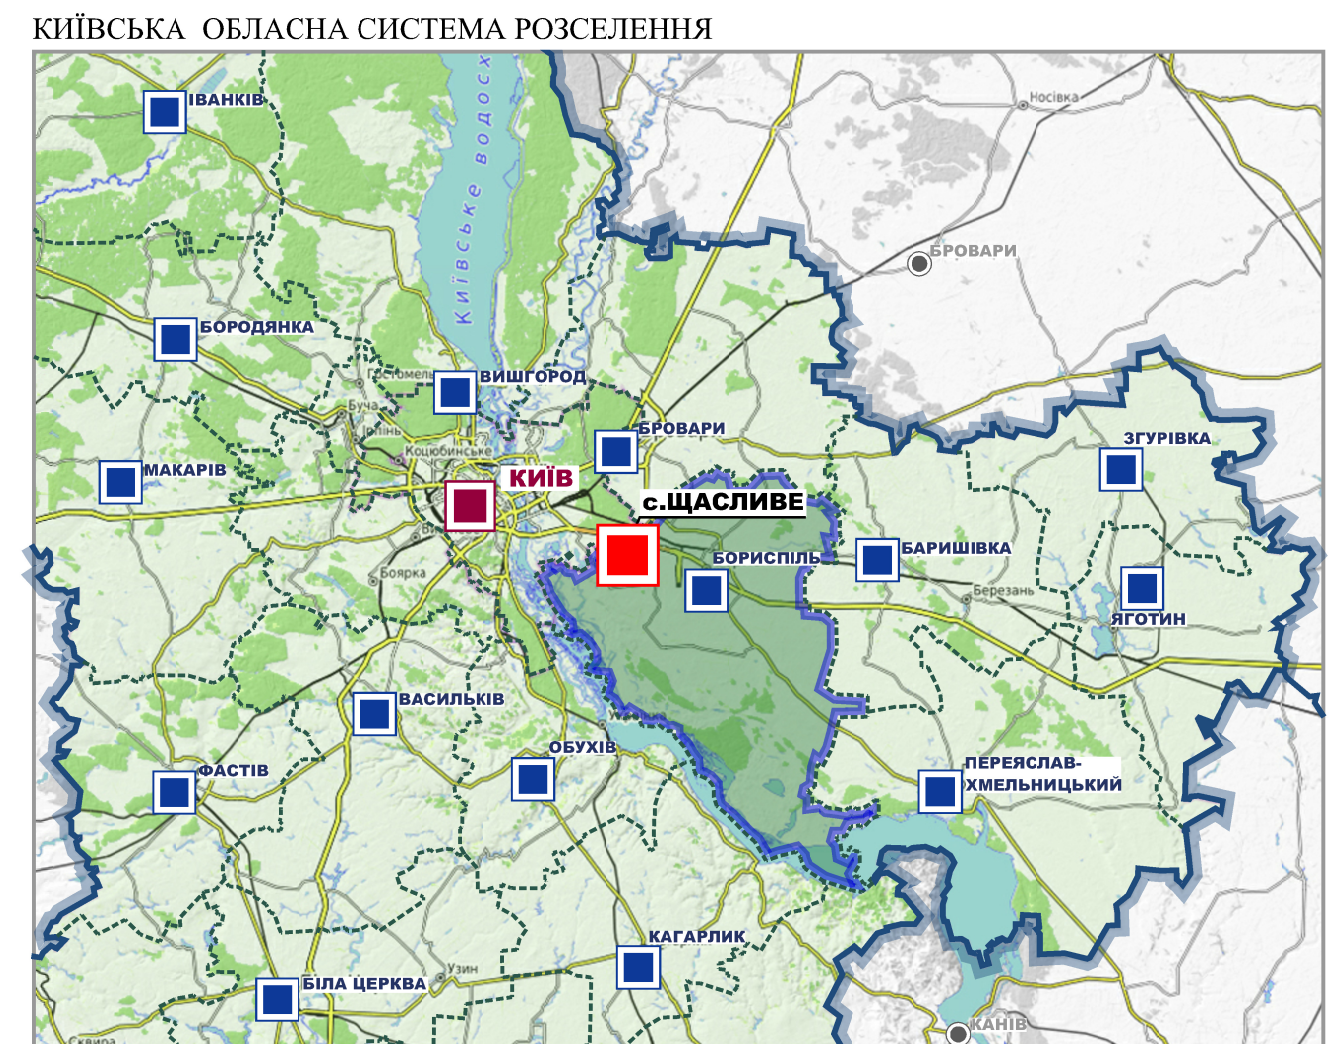 КИЇВСЬКА ОБЛАСНА СИСТЕМА РОЗСЕЛЕННЯ
ІВАНКІВ
Київське водосх
Носівка
БРОВАРИ
БОРОДЯНКА
Гостомель
ВИШГОРОД
Буча
Ірпінь
БРОВАРИ
ЗГУРІВКА
Коцюбинське
МАКАРІВ
КИЇВ
с.ЩАСЛИВЕ
БОРИСПІЛЬ
БАРИШІВКА
Боярка
Березань
ЯГОТИН
ВАСИЛЬКІВ
ОБУХІВ
ФАСТІВ
ПЕРЕЯСЛАВ-
ХМЕЛЬНИЦЬКИЙ
КАГАРЛИК
Узин
БІЛА ЦЕРКВА
КАНІВ
Сквира